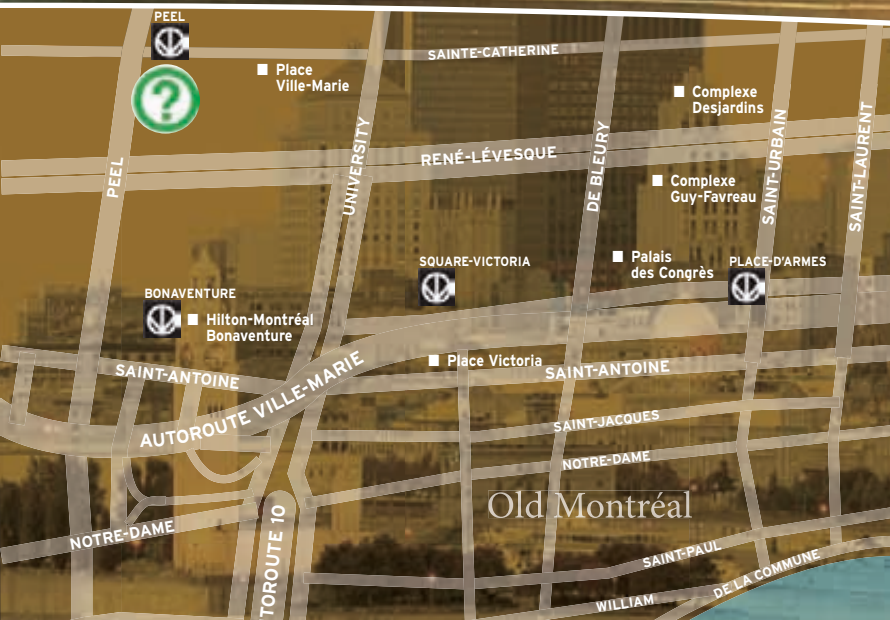 PEEL
SAINTE-CATHERINE
?
Place
Ville-Marie
Complexe
Desjardins
PEEL
UNIVERSITY
RENÉ-LÉVESQUE
DE BLEURY
SAINT-URBAIN
SAINT-LAURENT
Complexe
Guy-Favreau
SQUARE-VICTORIA
Palais
des Congrès
PLACE-D'ARMES
BONAVENTURE
Hilton-Montréal
Bonaventure
Place Victoria
SAINT-ANTOINE
SAINT-ANTOINE
AUTOROUTE VILLE-MARIE
SAINT-JACQUES
NOTRE-DAME
Old Montréal
NOTRE-DAME
TOROUTE 10
SAINT-PAUL
DE LA COMMUNE
WILLIAM